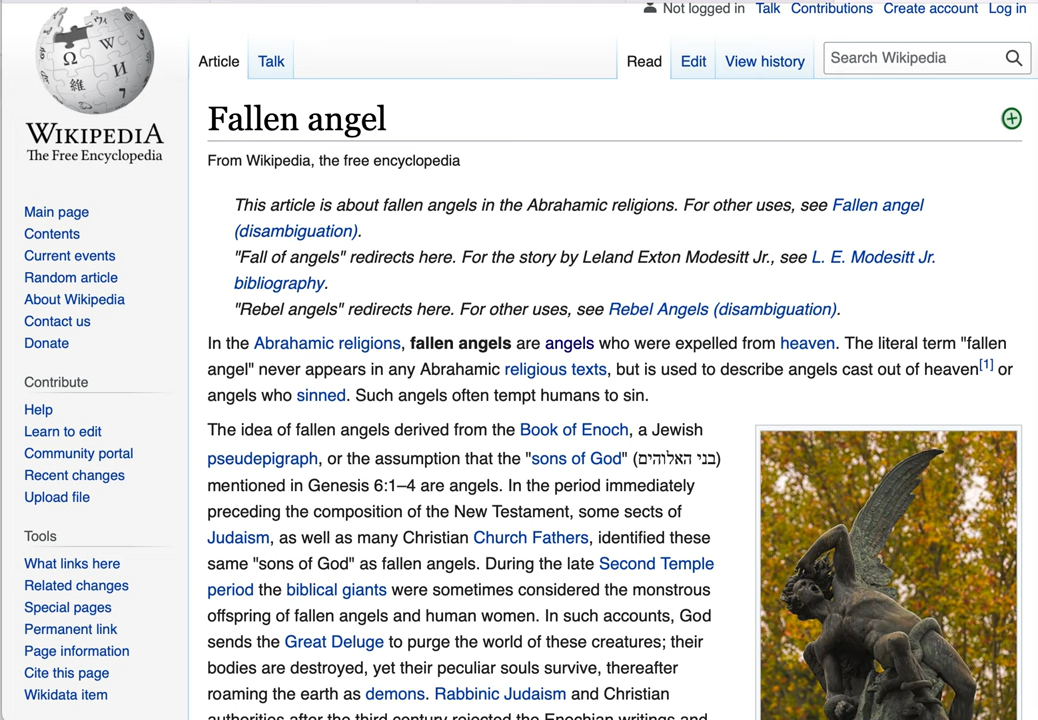 Not logged in Talk Contributions Create account Log in
Article Talk Read Edit View history Search Wikipedia
WIKIPEDIA
The Free Encyclopedia
Main page
Contents
Current events
Random article
About Wikipedia
Contact us
Donate
Contribute
Help
Learn to edit
Community portal
Recent changes
Upload file
Tools
What links here
Related changes
Special pages
Permanent link
Page information
Cite this page
Wikidata item
Fallen angel
From Wikipedia, the free encyclopedia
This article is about fallen angels in the Abrahamic religions. For other uses, see Fallen angel
(disambiguation).
"Fall of angels" redirects here. For the story by Leland Exton Modesitt Jr., see L. E. Modesitt Jr.
bibliography.
"Rebel angels" redirects here. For other uses, see Rebel Angels (disambiguation).
In the Abrahamic religions, fallen angels are angels who were expelled from heaven. The literal term "fallen
angel" never appears in any Abrahamic religious texts, but is used to describe angels cast out of heaven[1] or
angels who sinned. Such angels often tempt humans to sin.
The idea of fallen angels derived from the Book of Enoch, a Jewish
pseudepigraph, or the assumption that the "sons of God" (בני האלוהים)
mentioned in Genesis 6:1–4 are angels. In the period immediately
preceding the composition of the New Testament, some sects of
Judaism, as well as many Christian Church Fathers, identified these
same "sons of God" as fallen angels. During the late Second Temple
period the biblical giants were sometimes considered the monstrous
offspring of fallen angels and human women. In such accounts, God
sends the Great Deluge to purge the world of these creatures; their
bodies are destroyed, yet their peculiar souls survive, thereafter
roaming the earth as demons. Rabbinic Judaism and Christian
authorities after the third century rejected the Enochian writings and